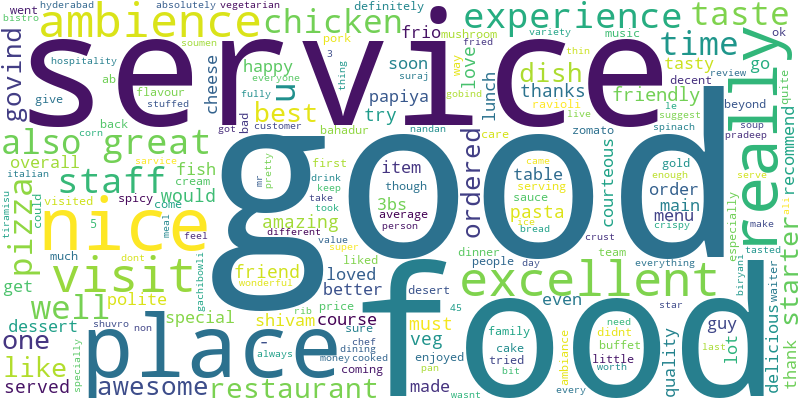 went
absolutely
vegetarian
definitely
hyderabad
bistro
ambience
chicken
frio
mushroom
experience
taste
fried
variety
music
ok
service
pork
3
way
love
time
hospitality
soumen
cheese
happy
everyone
soon
thing
suraj
thin
tasty
review
govind
flavour
ab
give
stuffed
fully
u
papiya
lunch
dish
decent
go
quite
best
try
thanks
gobind
ravioli
le
beyond
really
back
bahadur
got
bad
customer
nandan
friendly
live
suggest
soup
corn
also
great
sarvice
care
zomato
spinach
pradeep
recommend
overall
fish
first
item
ordered
came
table
courteous
gold
enough
serve
italian
staff
cream
would
mr
pretty
drink
keep
though
serving
order
main
pizza
visited
5
spicy
come
take
took
3bs
sauce
pasta
menu
starter
tiramisu
could
nice
meal
amazing
average
person
ice
bread
crispy
ali
good
different
crust
make
feel
value
super
dinner
team
especially
much
dont
liked
loved
people
day
everything
tasted
visit
gachibowli
friend
better
desert
excellent
biryani
get
wonderful
well
rib
price
45
star
waiter
polite
special
shivam
course
must
even
guy
dessert
shuvro
non
sure
veg
family
need
didnt
lot
delicious
one
place
chef
dining
enjoyed
cake
buffet
last
like
specially
always
money
cooked
tried
little
ambiance
quality
thank
coming
pan
bit
worth
served
awesome
restaurant
made
wasnt
food
every